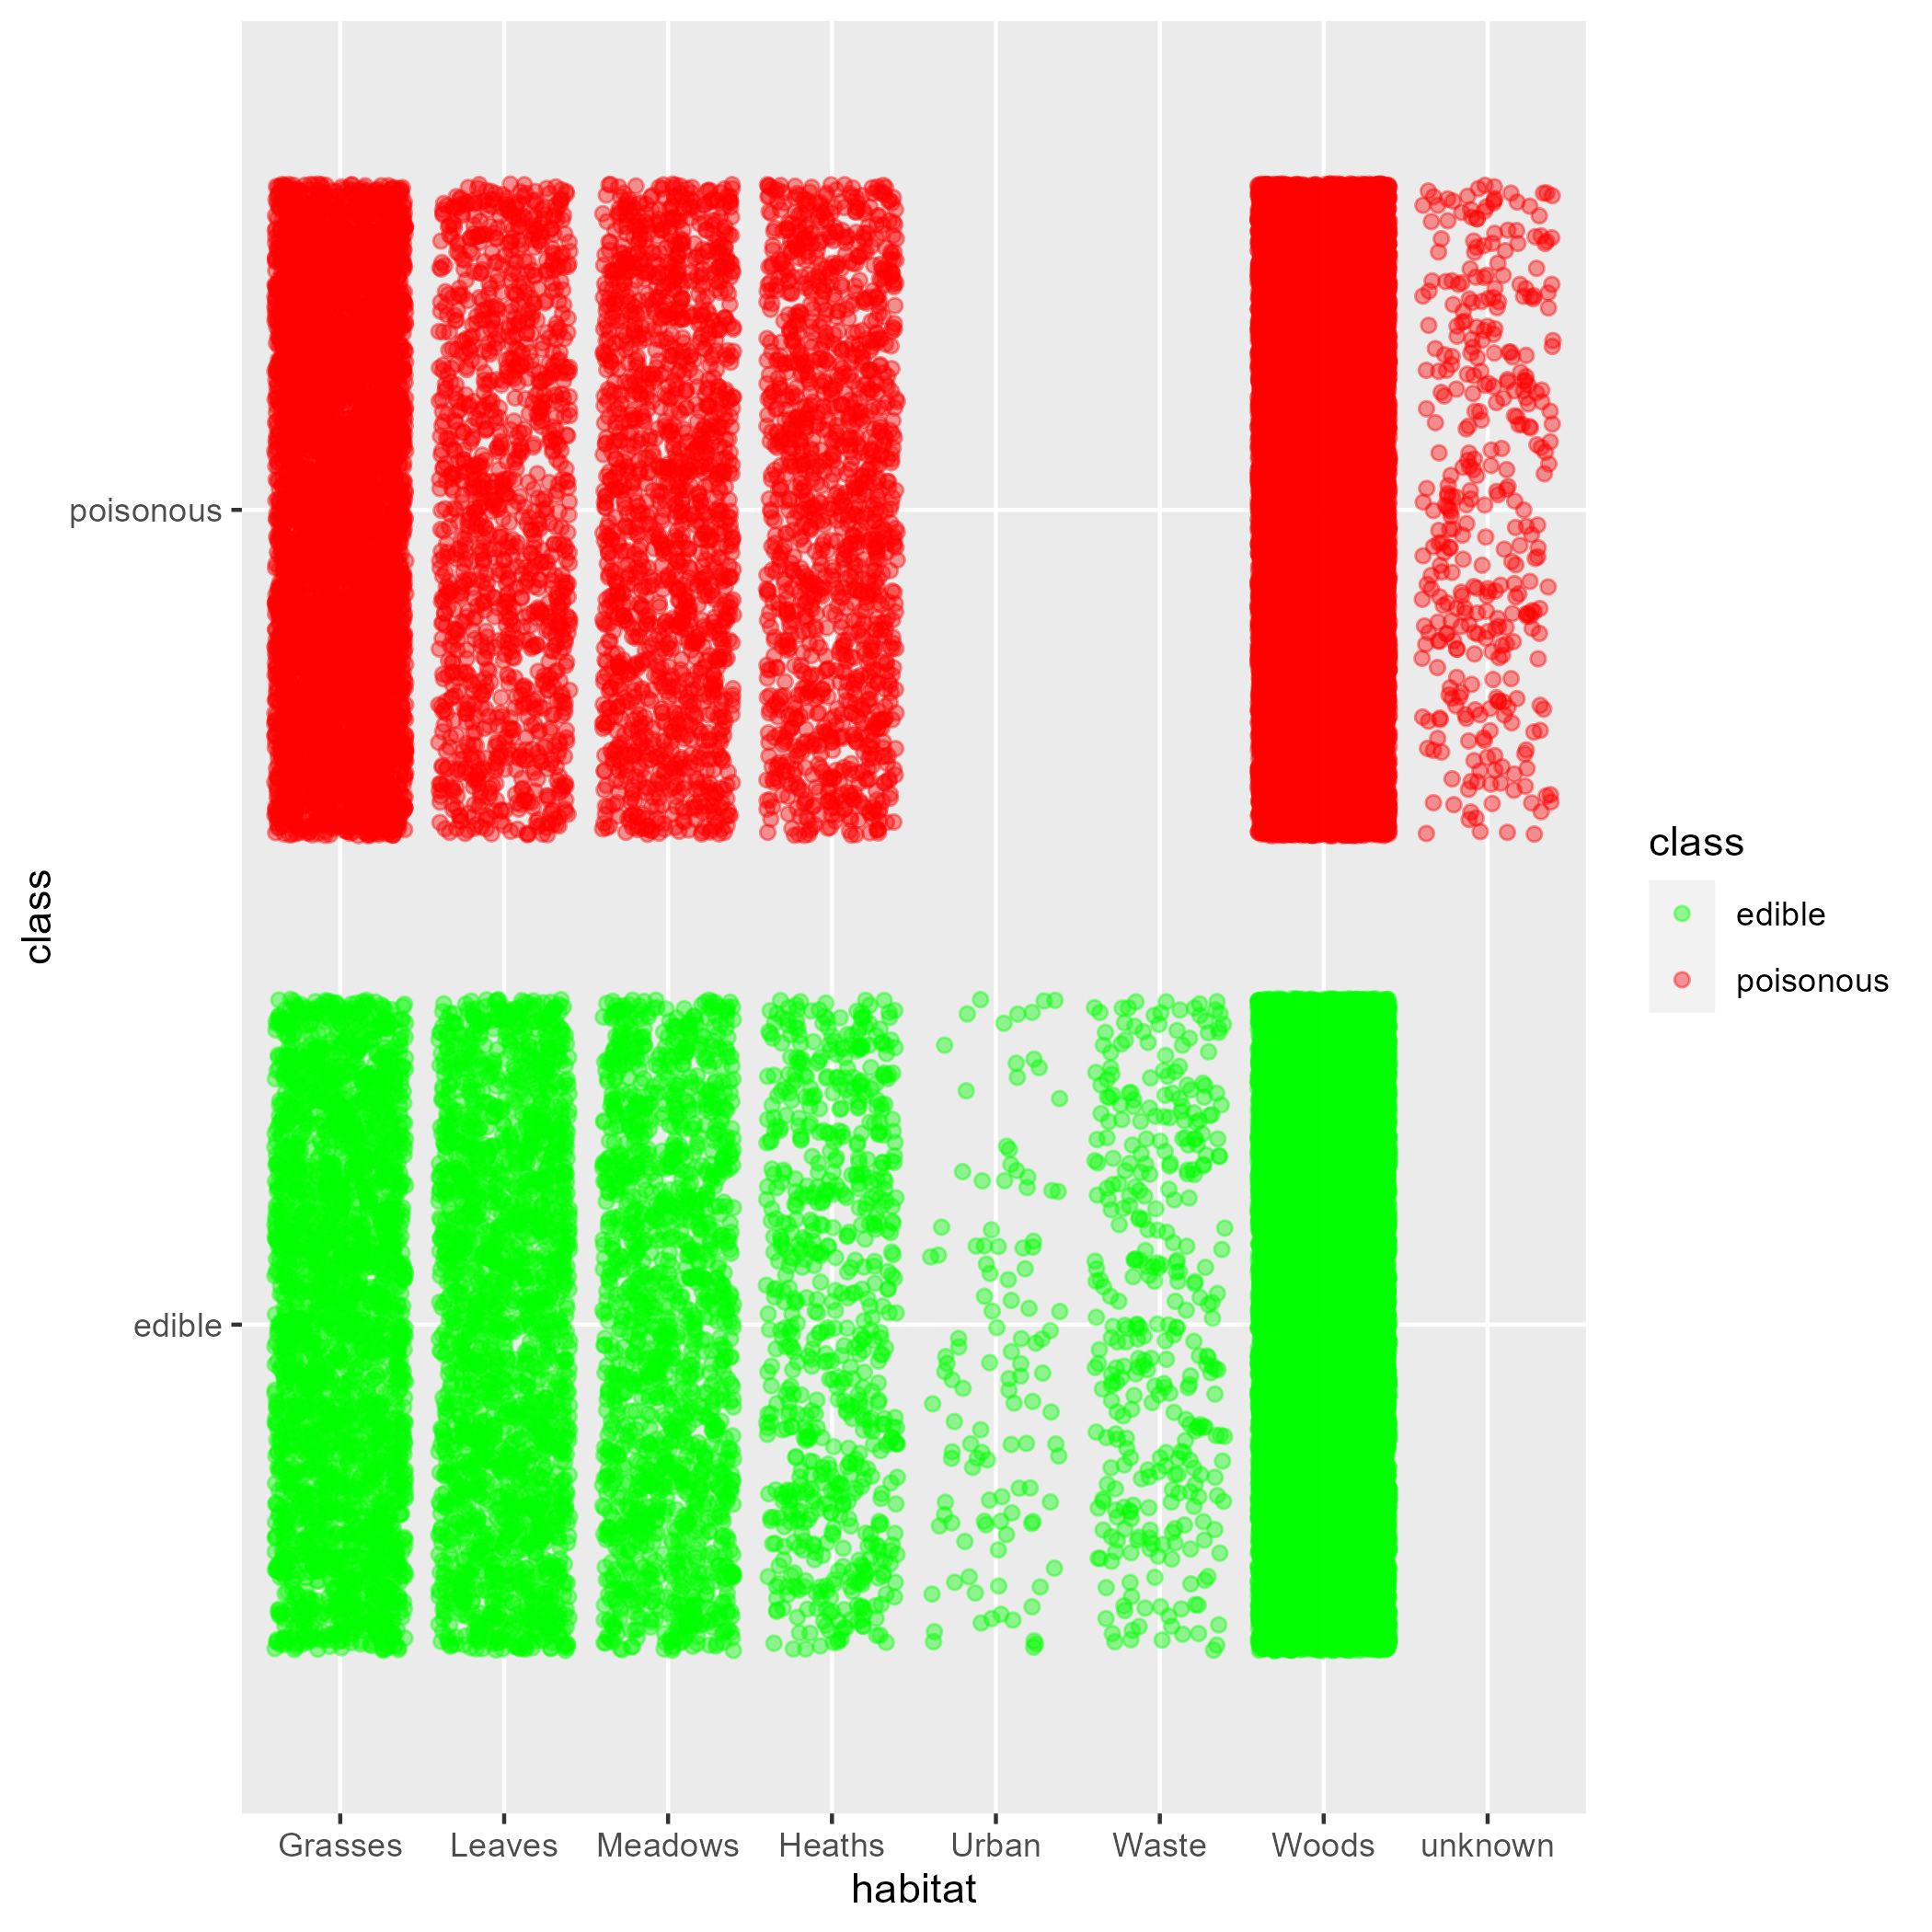 poisonous
edible
class
Grasses Leaves Meadows Heaths Urban Waste Woods unknown
habitat
class
edible
poisonous